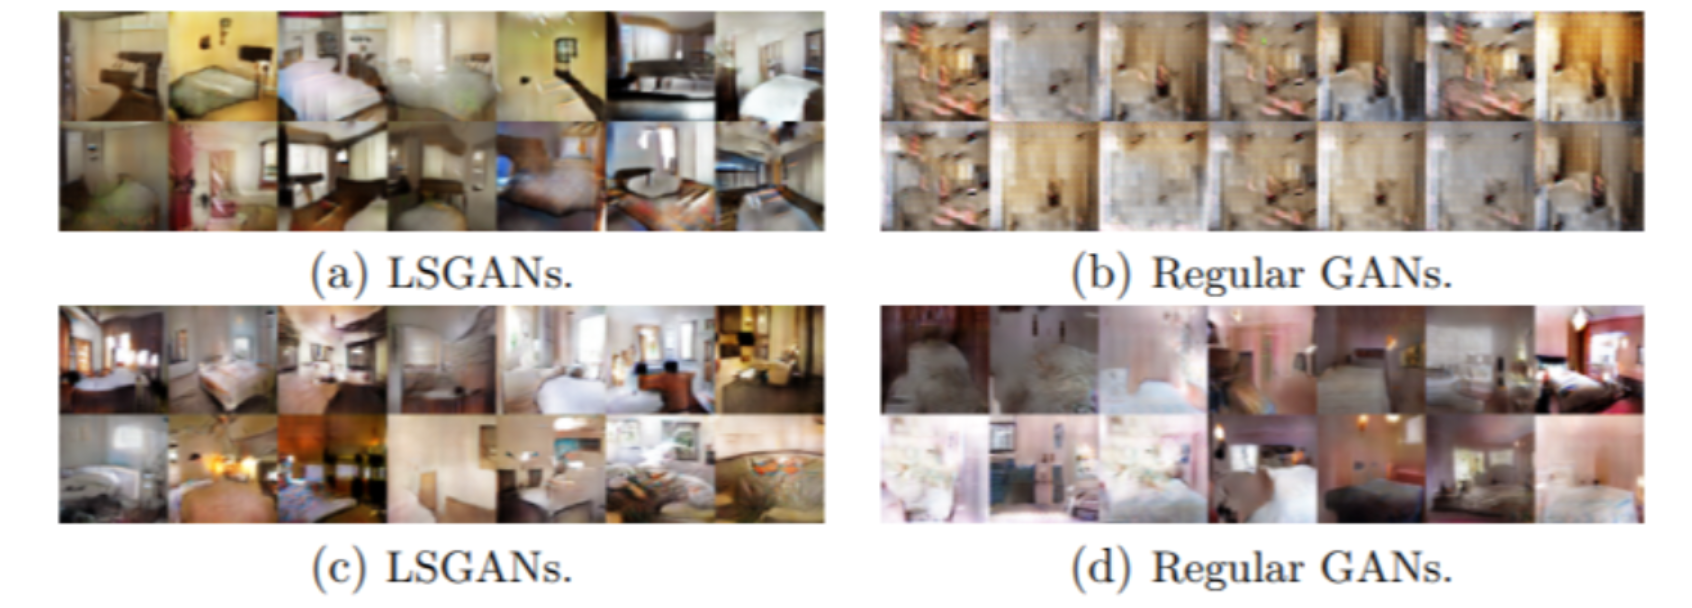 (a) LSGANs.
(b) Regular GANs.
(c) LSGANs.
(d) Regular GANs.